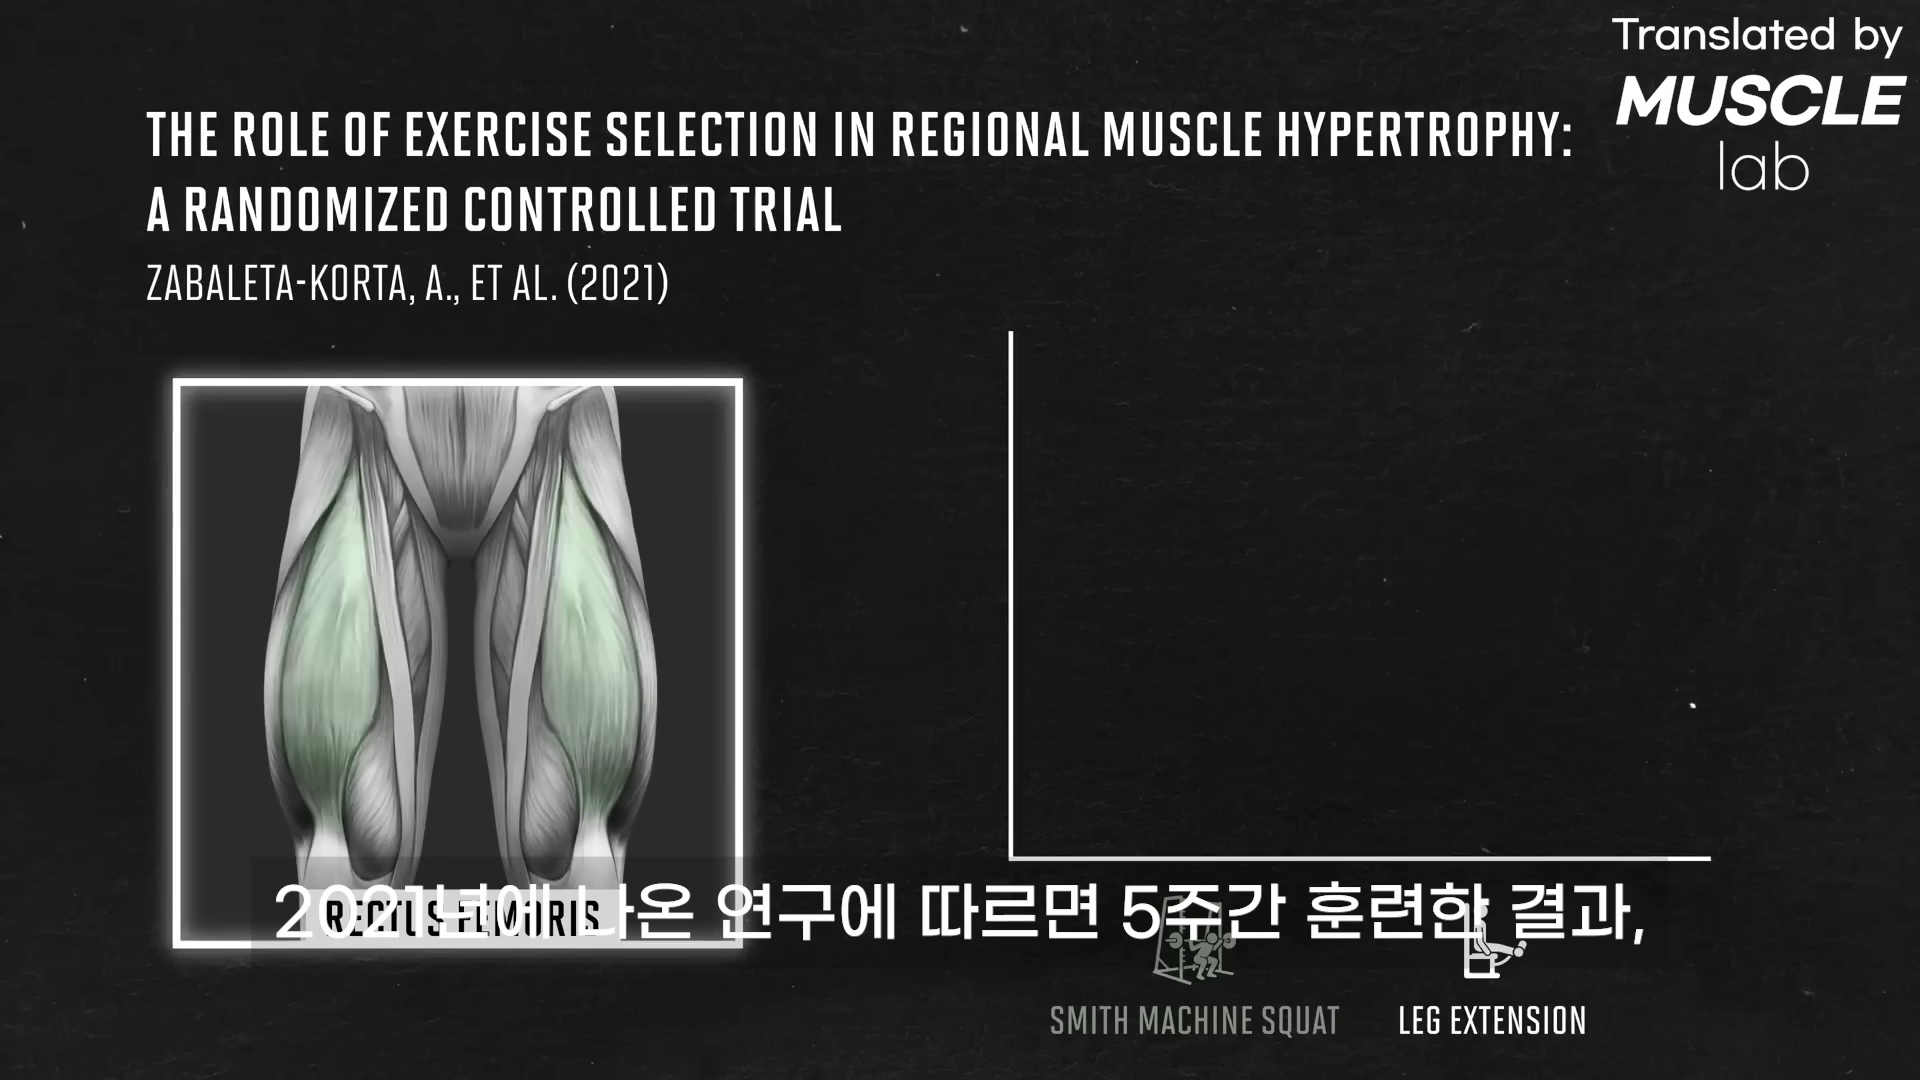 Translated by
MUSCLE
lab
THE ROLE OF EXERCISE SELECTION IN REGIONAL MUSCLE HYPERTROPHY:
A RANDOMIZED CONTROLLED TRIAL
ZABALETA-KORTA, A., ET AL. (2021)
RECTUS FEMORIS
2021년에 나온 연구에 따르면 5주간 훈련한 결과,
SMITH MACHINE SQUAT
LEG EXTENSION